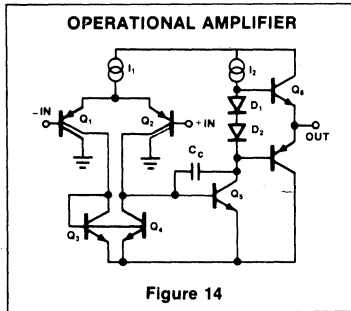 OPERATIONAL AMPLIFIER
I1
I2
Q6
D1
-IN
Q1
Q2
+IN
D2
OUT
CC
Q5
Q3
Q4
Figure 14